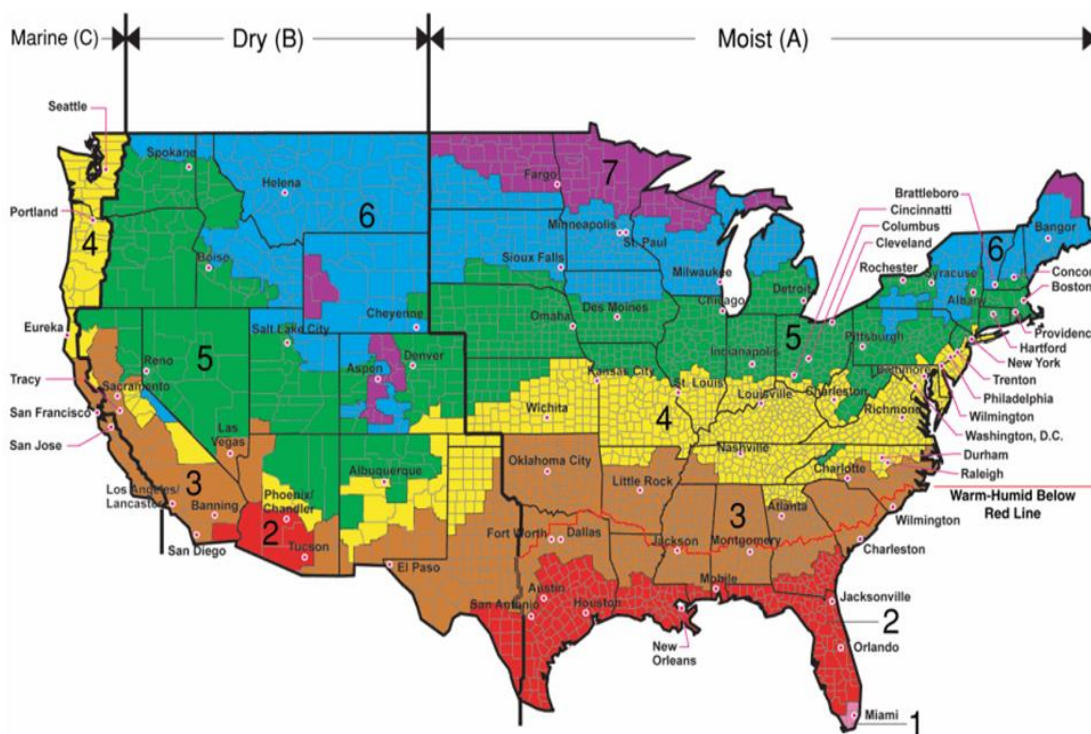 Marine (C)
Dry (B)
Moist (A)
Seattle
Spokane
Helena
Fargo
7
Brattleboro
Cincinnatti
Columbus
Cleveland
Portland
4
6
Minneapolis
St. Paul
6
Bangor
Boise
Sioux Falls
Milwaukee
Rochester
Syracuse
Concor
Boston
Detroit
Albany
Eureka
Salt Lake City
Cheyenne
Omaha
Des Moines
Chicago
5
Pittsburgh
Providenc
Hartford
New York
Reno
5
Aspen
Denver
Indianapolis
Kansas City
St. Louis
Louisville
Charleston
Baltimore
Trenton
Tracy
Sacramento
Philadelphia
San Francisco
Wichita
4
Richmond
Wilmington
San Jose
Las
Vegas
Washington, D.C.
Nashville
Durham
Albuquerque
Oklahoma City
Charlotte
Raleigh
3
Los Angeles/
Lancaster
Banning
Phoenix/
Chandler
Little Rock
3
Atlanta
Warm-Humid Below
Red Line
2
Wilmington
San Diego
Tucson
El Paso
Fort Worth
Dallas
Jackson
Montgomery
Charleston
Austin
San Antonio
Houston
Mobile
Jacksonville
2
New
Orleans
Orlando
Miami
1